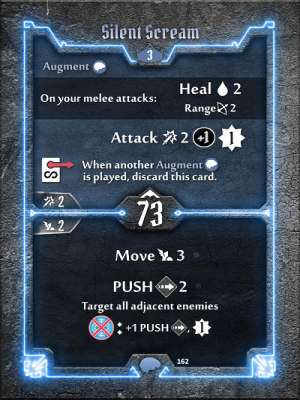 Silent Scream
3
Augment
On your melee attacks:
Heal 2
Range 2
Attack 2 +1 1
When another Augment
is played, discard this card.
2
73
2
Move 3
PUSH 2
Target all adjacent enemies
: +1 PUSH , 1
162